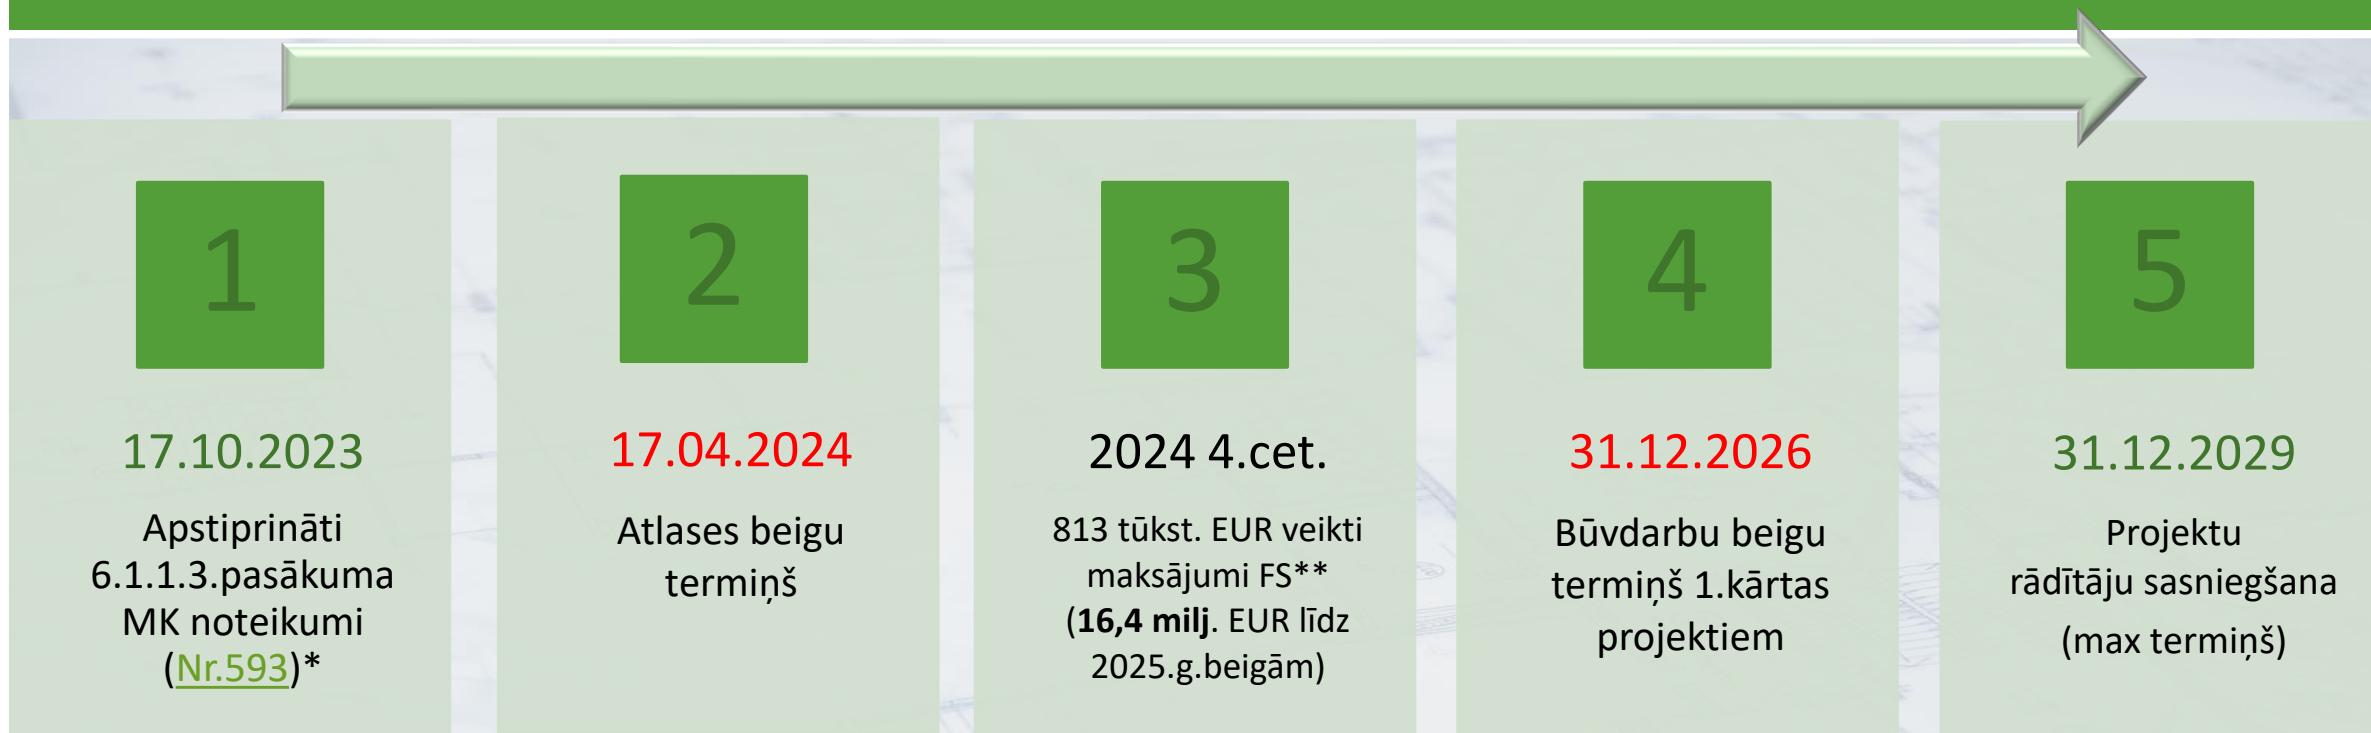 1
17.10.2023
Apstiprināti
6.1.1.3.pasākuma
MK noteikumi
(Nr.593)*
2
17.04.2024
Atlases beigu
termiņš
3
2024 4.cet.
813 tūkst. EUR veikti
maksājumi FS**
(16,4 milj. EUR līdz
2025.g.beigām)
4
31.12.2026
Būvdarbu beigu
termiņš 1.kārtas
projektiem
5
31.12.2029
Projektu
rādītāju sasniegšana
(max termiņš)